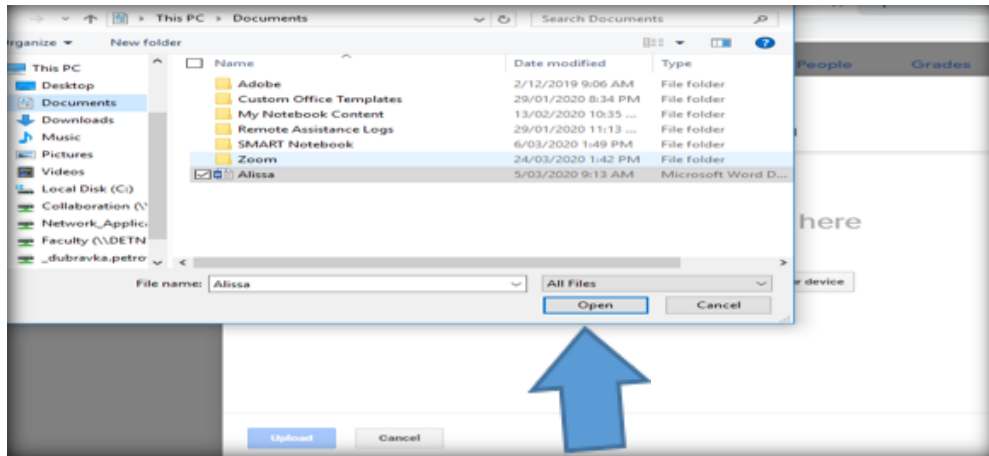 This PC > Documents
Search Documents
rganize
New folder
People
Grades
This PC
Name
Date modified
Type
Desktop
Adobe
2/12/2019 9:06 AM
File folder
Documents
Custom Office Templates
29/01/2020 8:34 PM
File folder
Downloads
My Notebook Content
13/02/2020 10:35 ...
File folder
Music
Remote Assistance Logs
29/01/2020 11:13 ...
File folder
Pictures
SMART Notebook
6/03/2020 1:49 PM
File folder
Videos
Zoom
24/03/2020 1:42 PM
File folder
Local Disk (C:)
Alissa
5/03/2020 9:13 AM
Microsoft Word D...
Collaboration (\'
Network_Applic
Faculty (\\DETN
_dubravka.petro
here
File name: Alissa
All Files
r device
Open
Cancel
Upload
Cancel